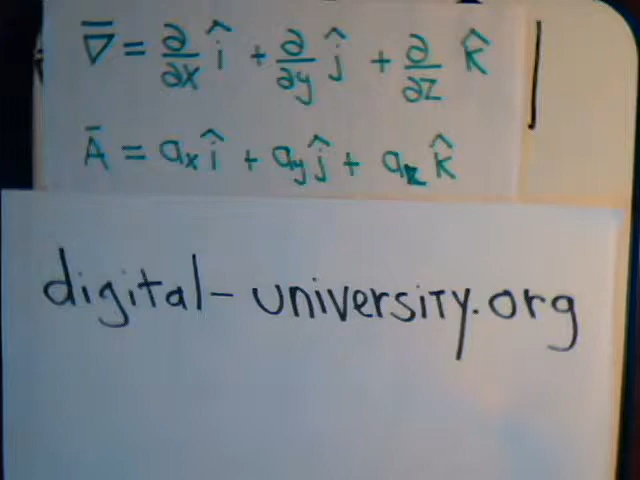 ∇̅ = ∂/∂x î + ∂/∂y ĵ + ∂/∂z k̂
A̅ = aₓ î + a_y ĵ + a_z k̂
digital-university.org